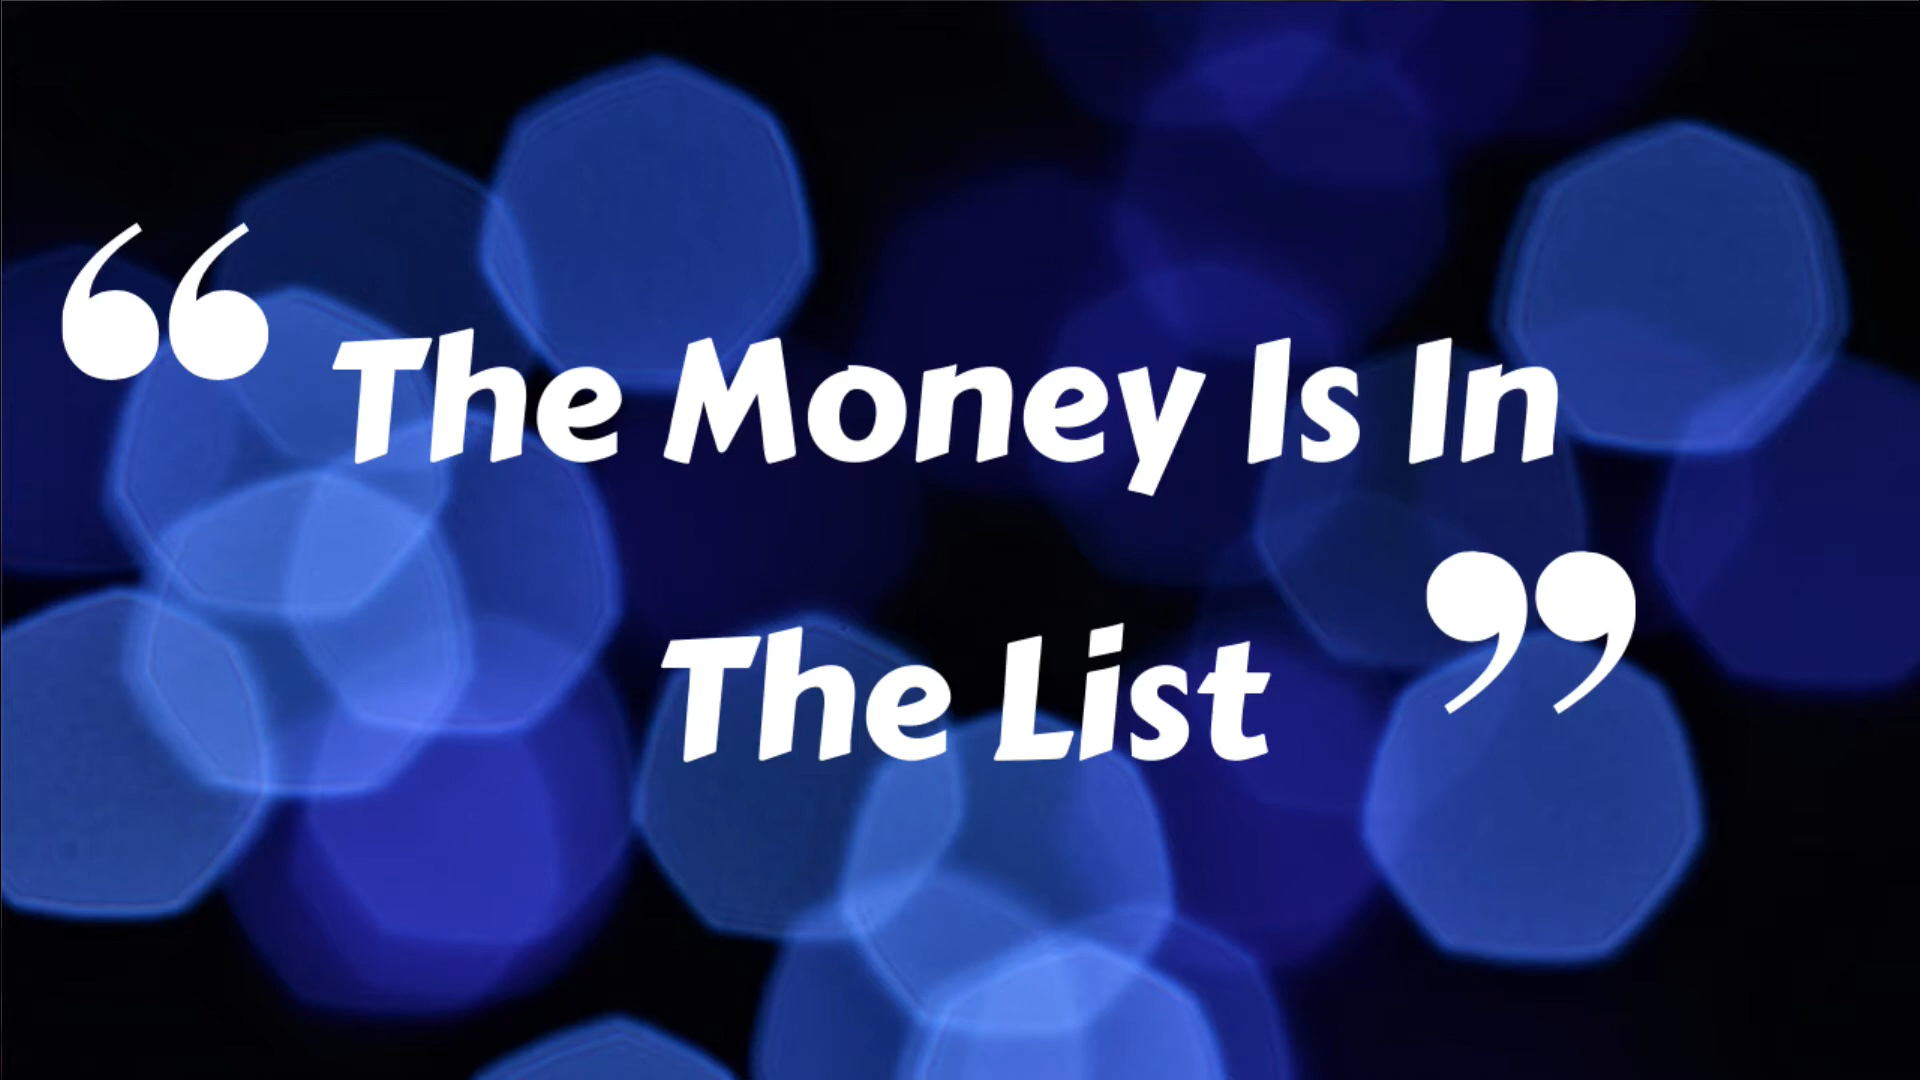 “ The Money Is In
The List ”